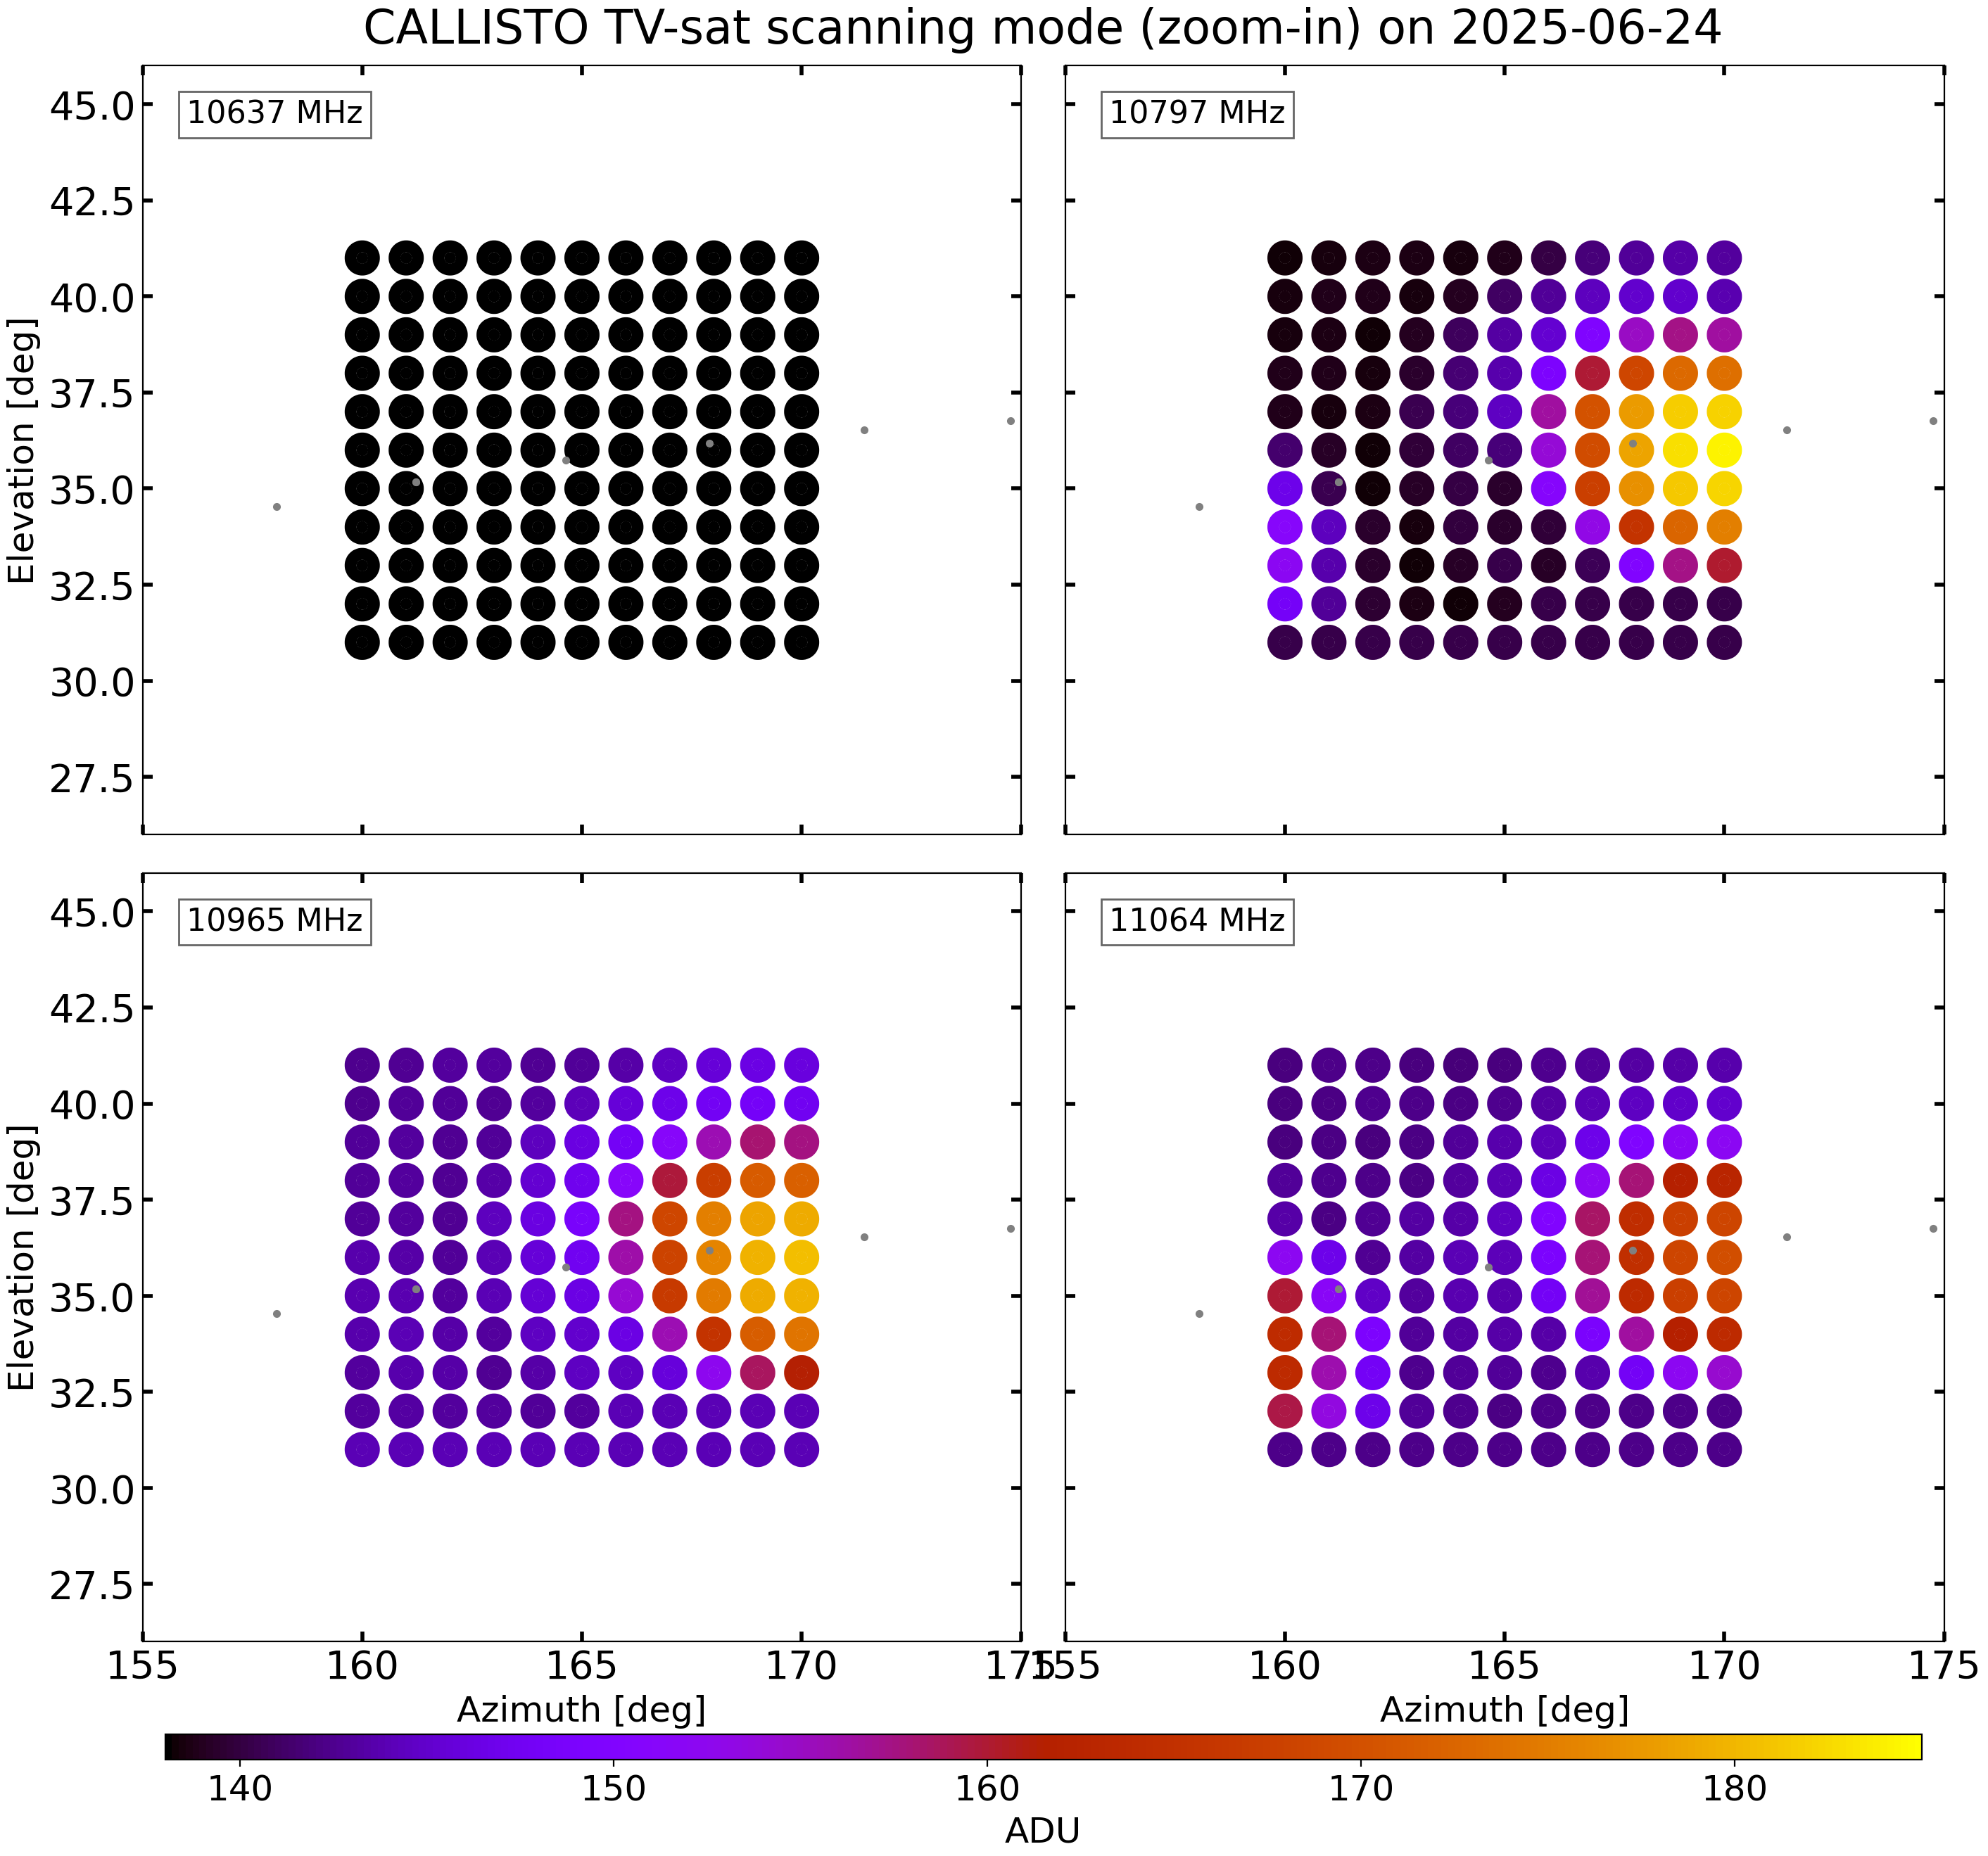 CALLISTO TV-sat scanning mode (zoom-in) on 2025-06-24
10637 MHz
10797 MHz
45.0
42.5
40.0
37.5
35.0
32.5
30.0
27.5
Elevation [deg]
10965 MHz
11064 MHz
45.0
42.5
40.0
37.5
35.0
32.5
30.0
27.5
Elevation [deg]
155 160 165 170 175
155 160 165 170 175
Azimuth [deg]
Azimuth [deg]
140 150 160 170 180
ADU